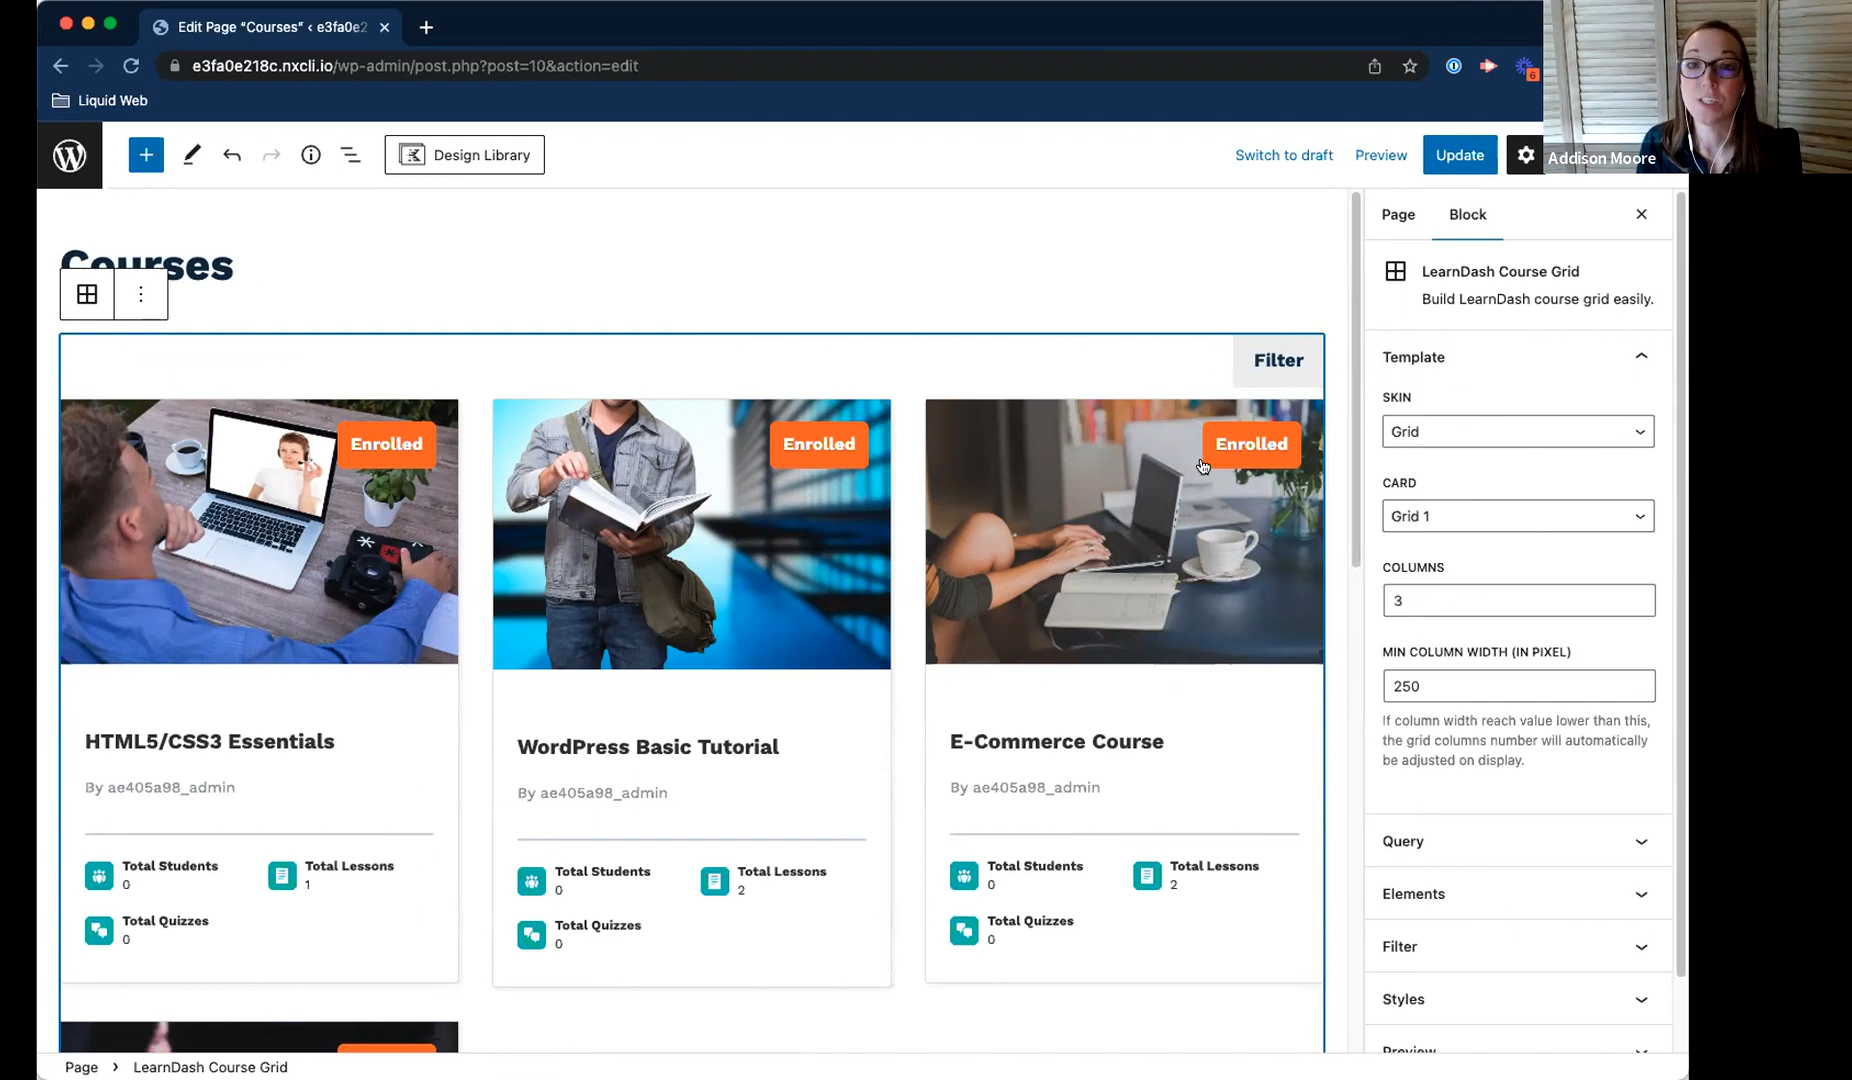 Edit Page “Courses” ‹ e3fa0e2
e3fa0e218c.nxcli.io/wp-admin/post.php?post=10&action=edit
6
Liquid Web
Design Library
Switch to draft
Preview
Update
Addison Moore
Courses
Filter
Enrolled
Enrolled
Enrolled
HTML5/CSS3 Essentials
By ae405a98_admin
Total Students
0
Total Lessons
1
Total Quizzes
0
WordPress Basic Tutorial
By ae405a98_admin
Total Students
0
Total Lessons
2
Total Quizzes
0
E-Commerce Course
By ae405a98_admin
Total Students
0
Total Lessons
2
Total Quizzes
0
Page
Block
LearnDash Course Grid
Build LearnDash course grid easily.
Template
SKIN
Grid
CARD
Grid 1
COLUMNS
3
MIN COLUMN WIDTH (IN PIXEL)
250
If column width reach value lower than this,
the grid columns number will automatically
be adjusted on display.
Query
Elements
Filter
Styles
Preview
Page
LearnDash Course Grid